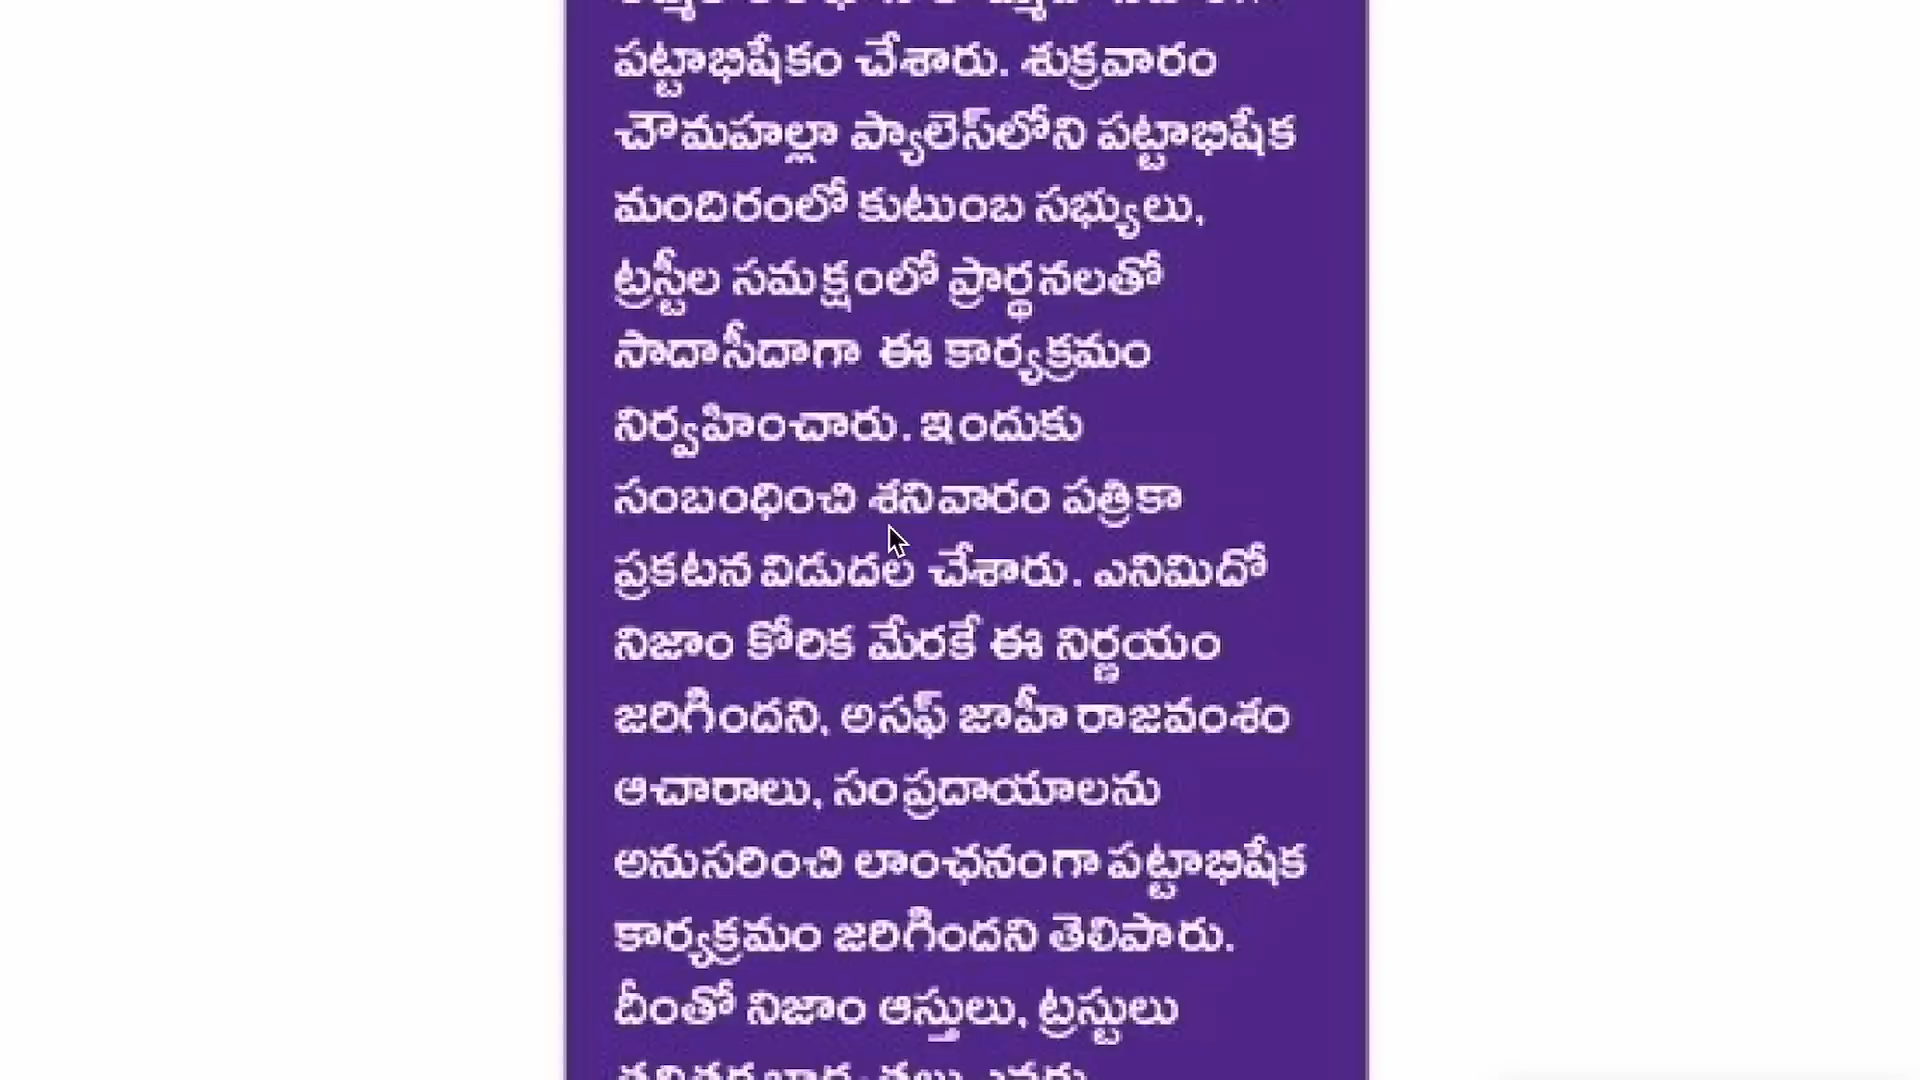 పట్టాభిషేకం చేశారు. శుక్రవారం
చౌమహల్లా ప్యాలెస్‌లోని పట్టాభిషేక
మందిరంలో కుటుంబ సభ్యులు,
ట్రస్టీల సమక్షంలో ప్రార్థనలతో
సాదాసీదాగా ఈ కార్యక్రమం
నిర్వహించారు. ఇందుకు
సంబంధించి శనివారం పత్రికా
ప్రకటన విడుదల చేశారు. ఎనిమిదో
నిజాం కోరిక మేరకే ఈ నిర్ణయం
జరిగిందని, అసఫ్ జాహీ రాజవంశం
ఆచారాలు, సంప్రదాయాలను
అనుసరించి లాంఛనంగా పట్టాభిషేక
కార్యక్రమం జరిగిందని తెలిపారు.
దీంతో నిజాం ఆస్తులు, ట్రస్టులు